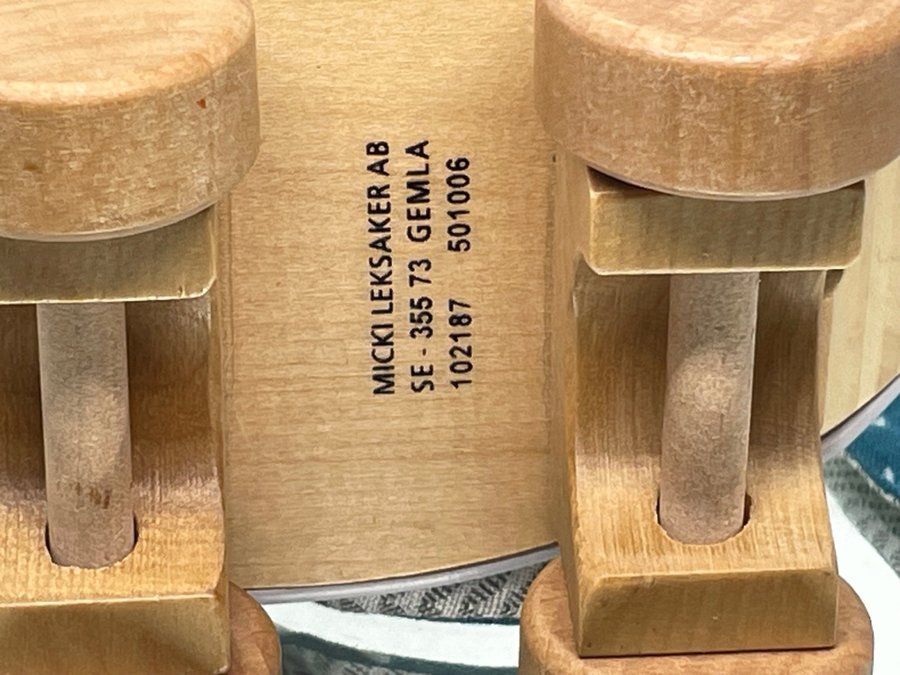 MICKI LEKSAKER AB
SE - 355 73 GEMLA
102187 501006